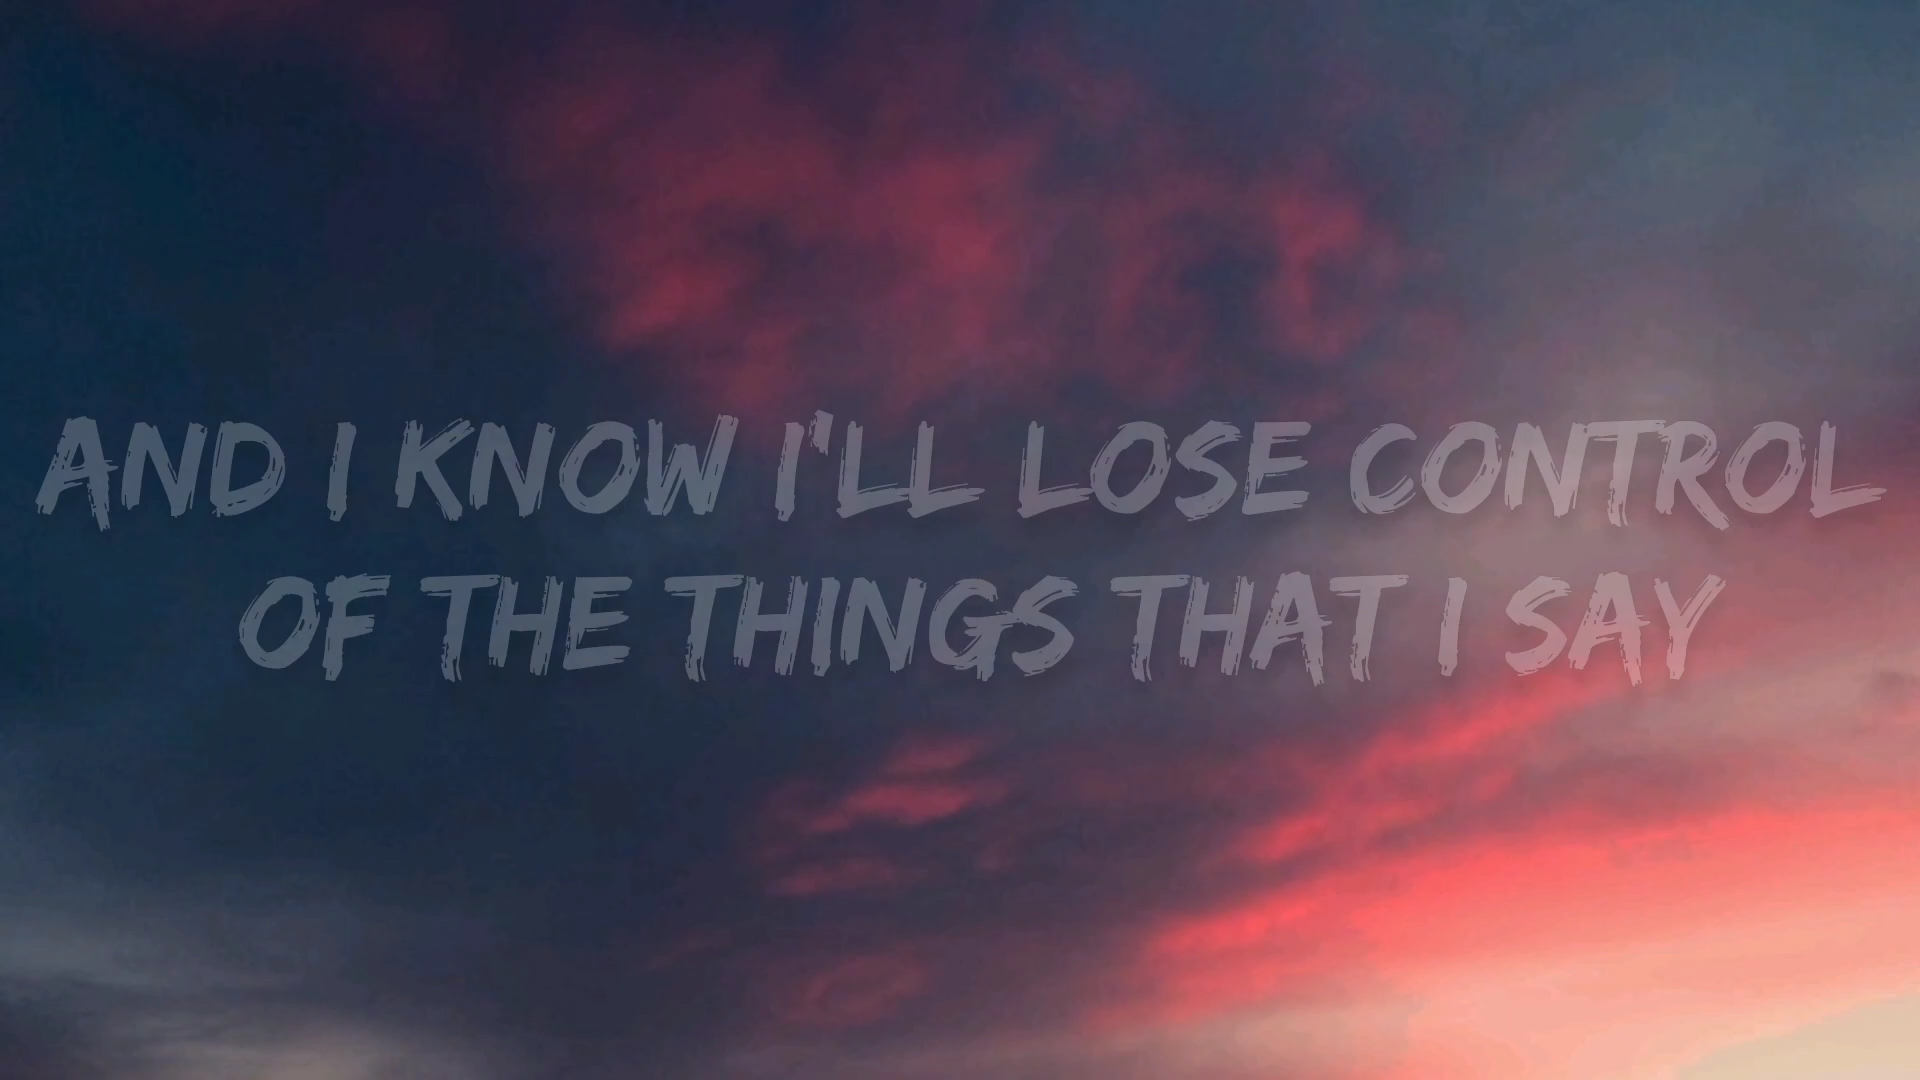 AND I KNOW I'LL LOSE CONTROL
OF THE THINGS THAT I SAY